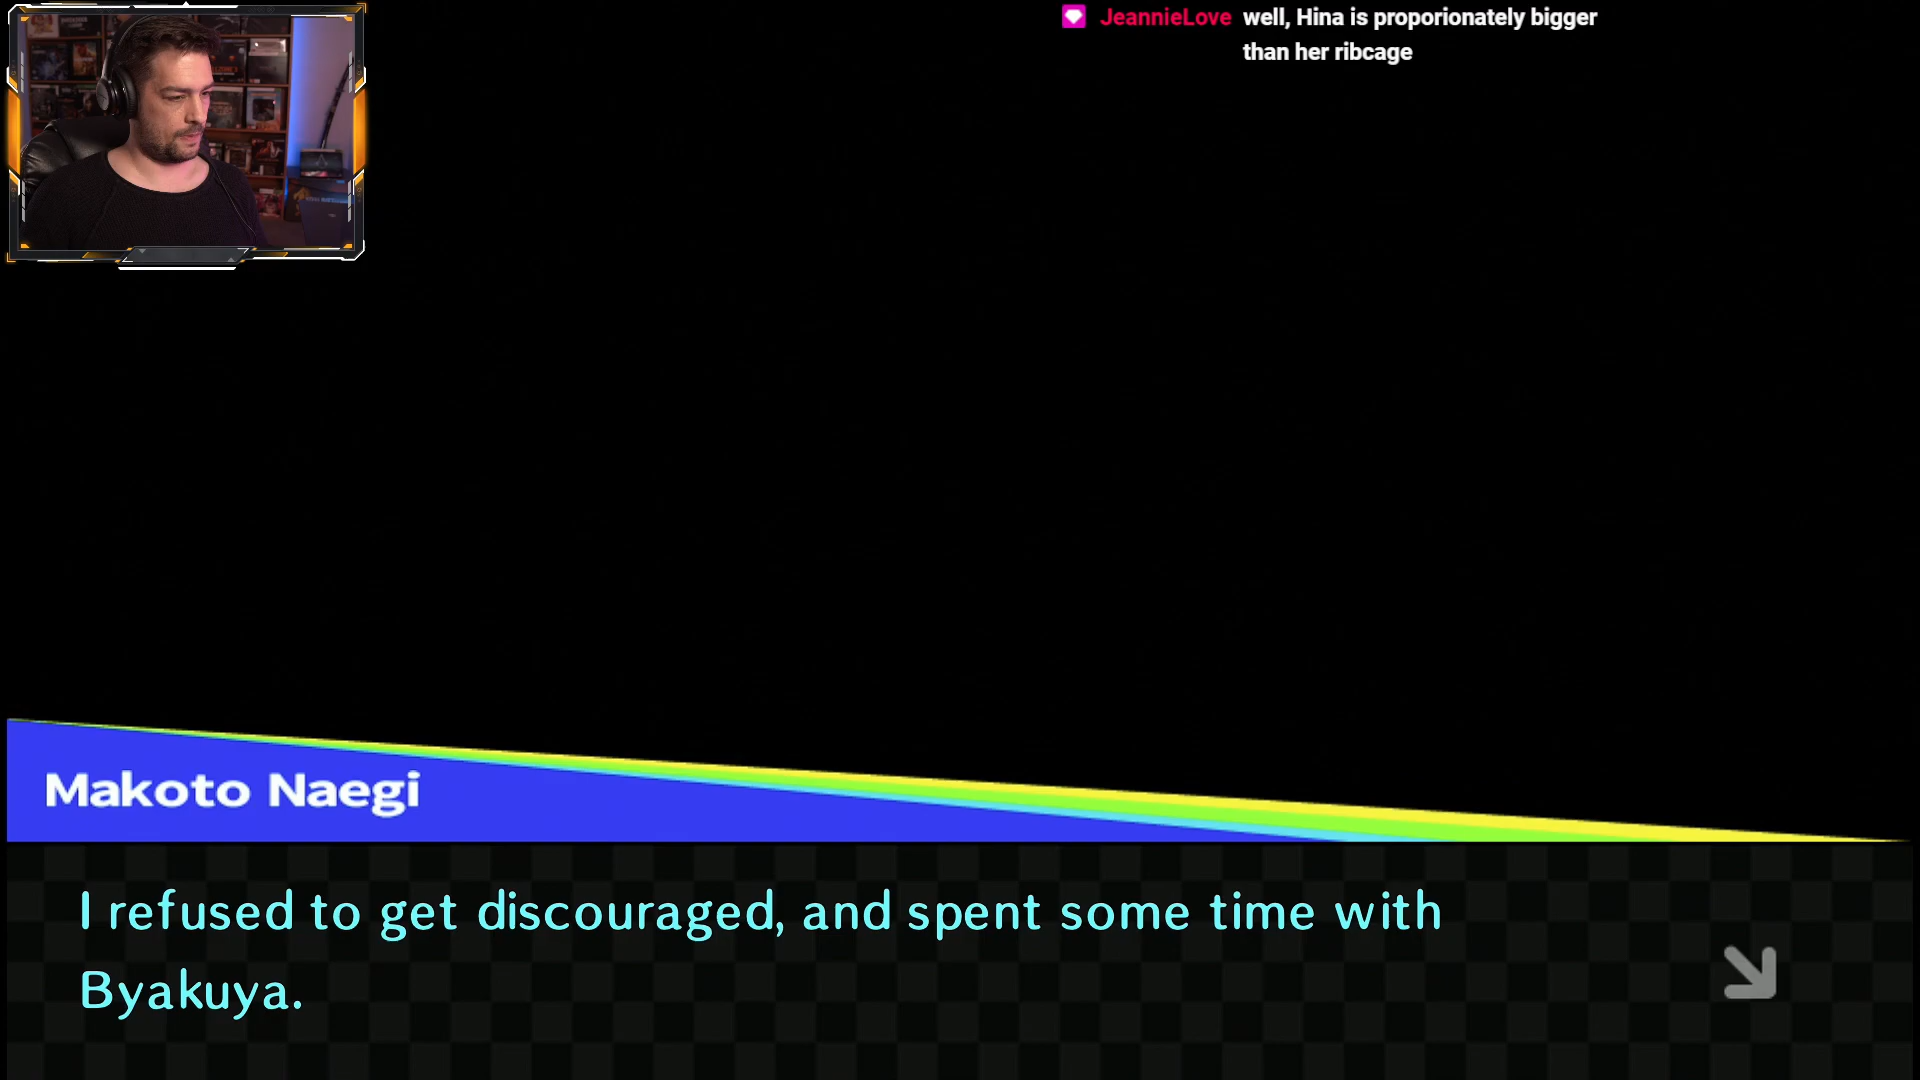 JeannieLove well, Hina is proporionately bigger
than her ribcage
Makoto Naegi
I refused to get discouraged, and spent some time with
Byakuya.